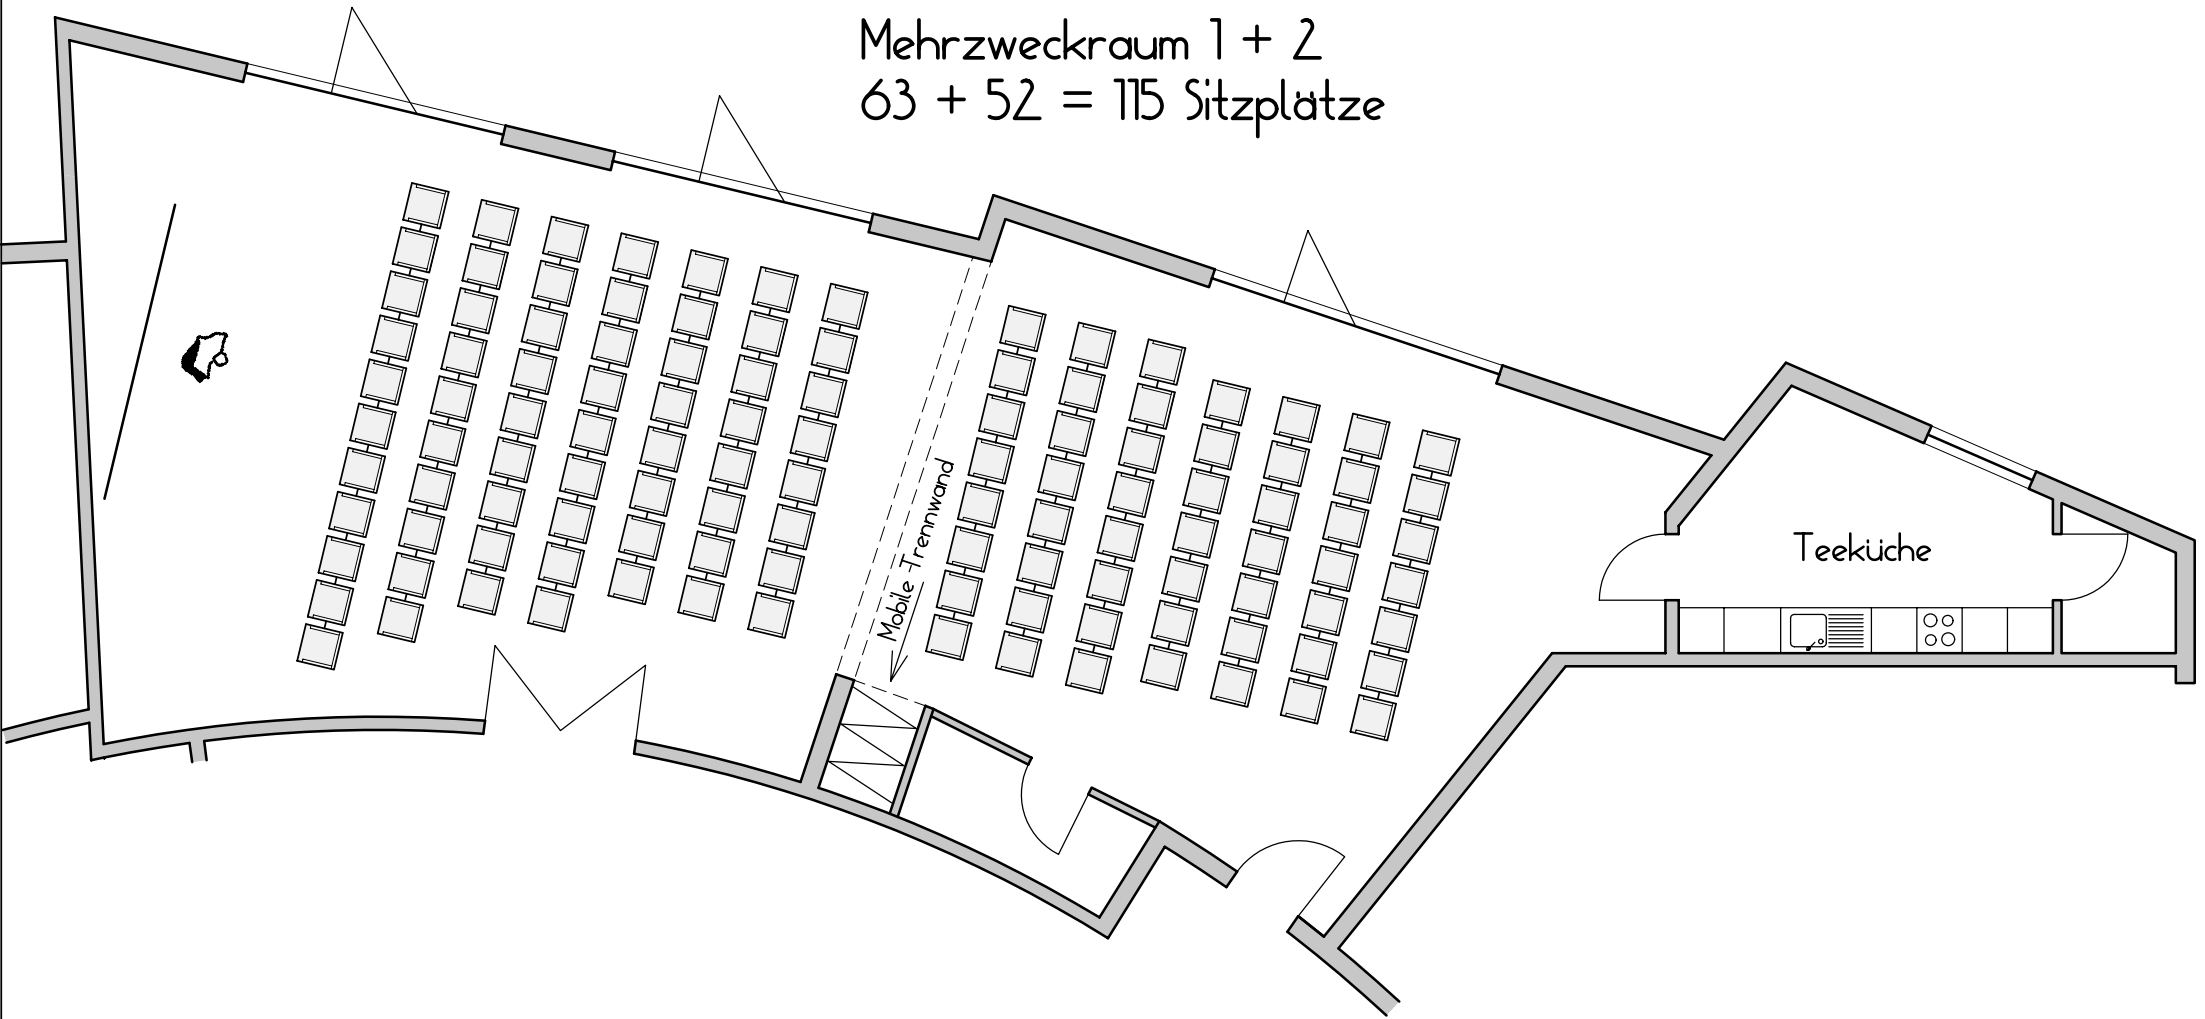 Mehrzweckraum 1 + 2
63 + 52 = 115 Sitzplätze
Mobile Trennwand
Teeküche